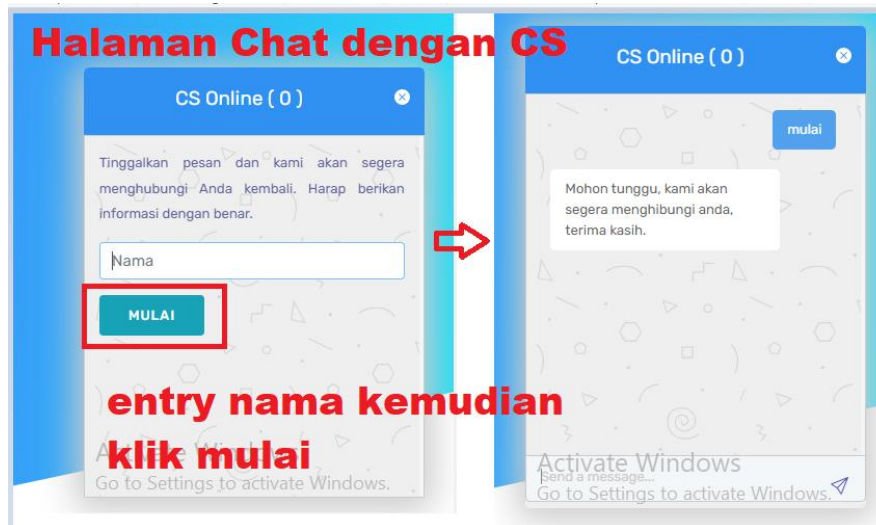 Halaman Chat dengan CS
CS Online ( 0 )
Tinggalkan pesan dan kami akan segera
menghubungi Anda kembali. Harap berikan
informasi dengan benar.
Nama
MULAI
entry nama kemudian
klik mulai
Activate Windows
Go to Settings to activate Windows.
CS Online ( 0 )
mulai
Mohon tunggu, kami akan
segera menghibungi anda,
terima kasih.
Activate Windows
Send a message...
Go to Settings to activate Windows.